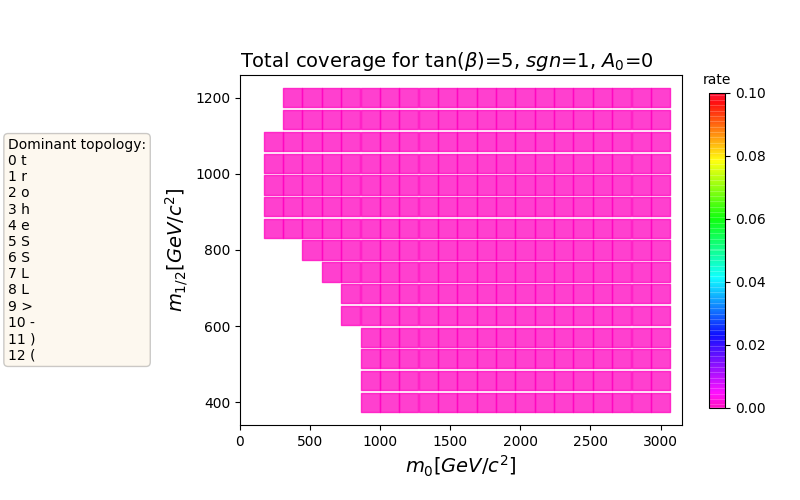 Total coverage for tan(β)=5, sgn=1, A₀=0
rate
Dominant topology:
0 t
1 r
2 o
3 h
4 e
5 S
6 S
7 L
8 L
9 >
10 -
11 )
12 (
m₁/₂[GeV/c²]
1200
1000
800
600
400
0 500 1000 1500 2000 2500 3000
m₀[GeV/c²]
0.10
0.08
0.06
0.04
0.02
0.00